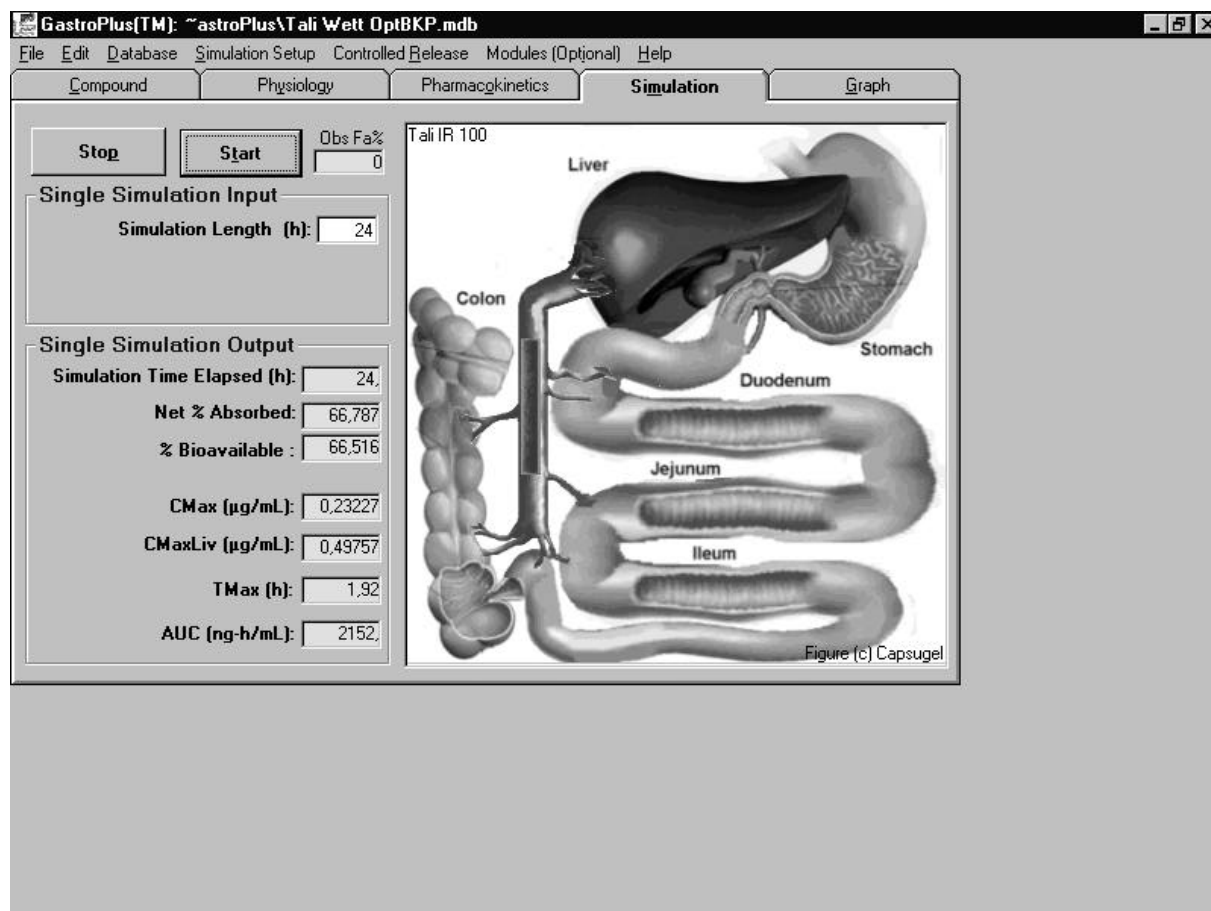 GastroPlus(TM): ~astroPlus\Tali Wett OptBKP.mdb
File Edit Database Simulation Setup Controlled Release Modules (Optional) Help
Compound Physiology Pharmacokinetics Simulation Graph
Stop Start Obs Fa%
0
Single Simulation Input
Simulation Length (h): 24
Single Simulation Output
Simulation Time Elapsed (h): 24,
Net % Absorbed: 66,787
% Bioavailable : 66,516
CMax (µg/mL): 0,23227
CMaxLiv (µg/mL): 0,49757
TMax (h): 1,92
AUC (ng-h/mL): 2152,
Tali IR 100
Liver
Colon
Stomach
Duodenum
Jejunum
Ileum
Figure (c) Capsugel